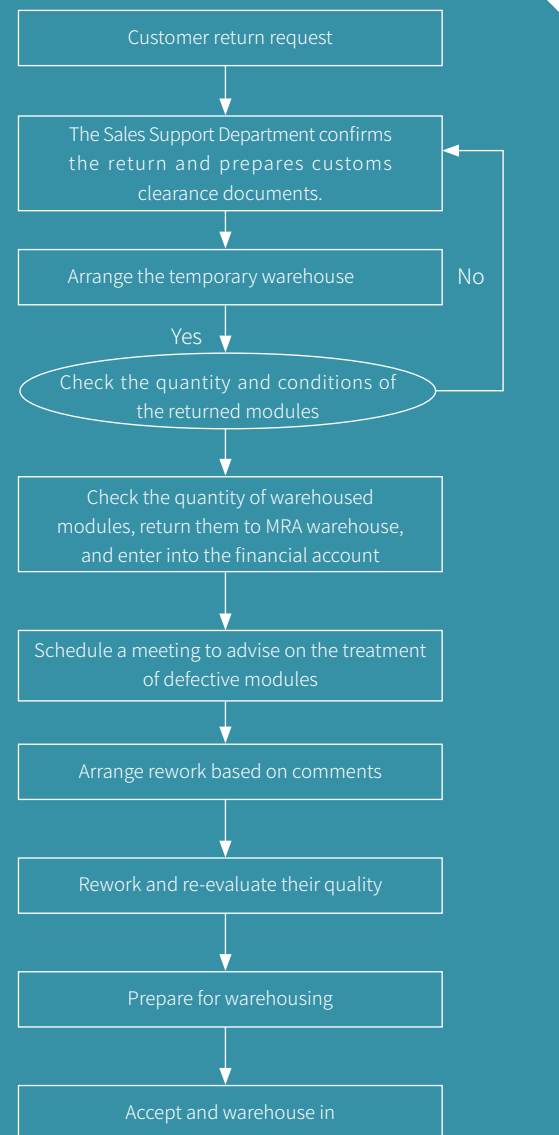 Customer return request
The Sales Support Department confirms
the return and prepares customs
clearance documents.
Arrange the temporary warehouse
No
Yes
Check the quantity and conditions of
the returned modules
Check the quantity of warehoused
modules, return them to MRA warehouse,
and enter into the financial account
Schedule a meeting to advise on the treatment
of defective modules
Arrange rework based on comments
Rework and re-evaluate their quality
Prepare for warehousing
Accept and warehouse in